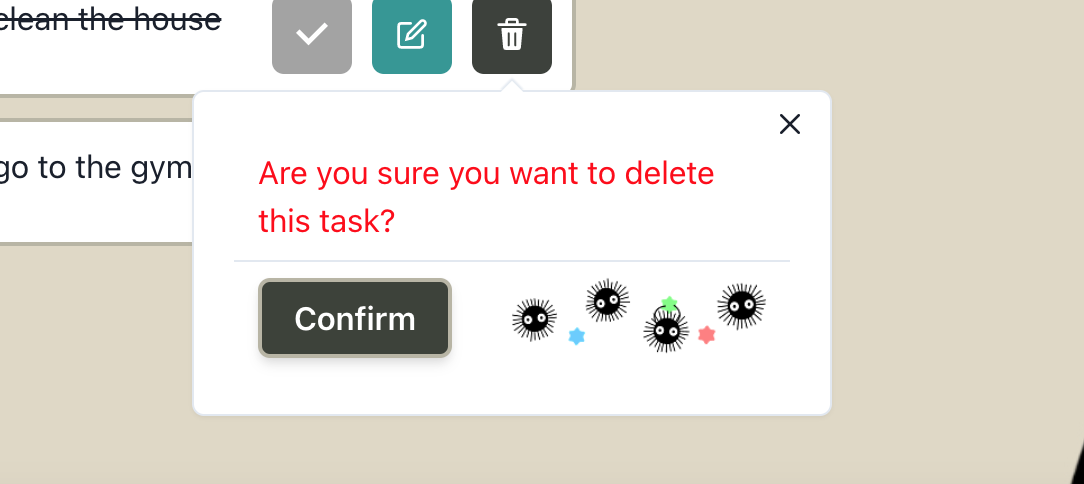 clean the house
go to the gym
Are you sure you want to delete
this task?
Confirm